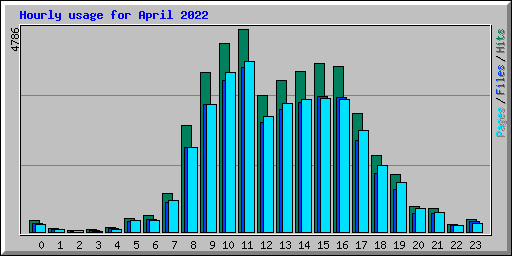 Hourly usage for April 2022
4786
Pages/Files/Hits
0 1 2 3 4 5 6 7 8 9 10 11 12 13 14 15 16 17 18 19 20 21 22 23